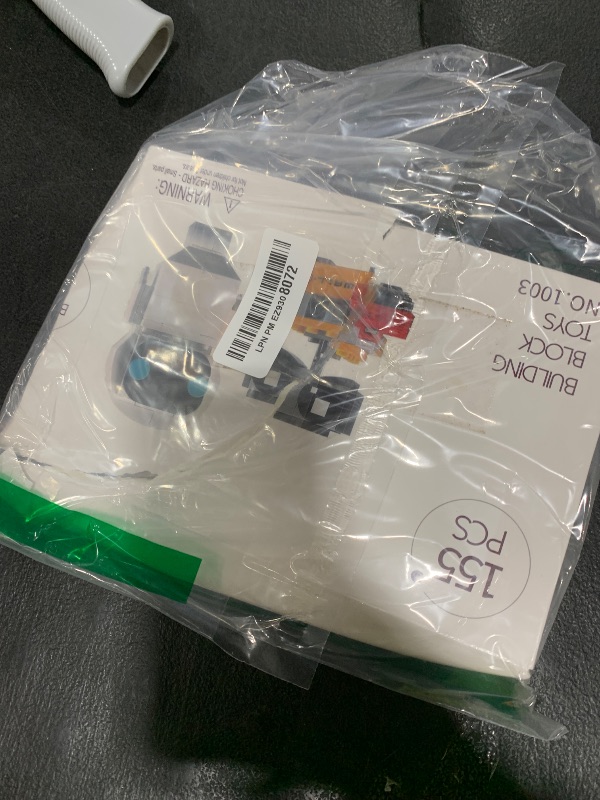 WARNING:
CHOKING HAZARD - Small parts.
BUILDING
BLOCK
TOYS
NO. 1003
LPN PM EZ930 8072
155
PCS